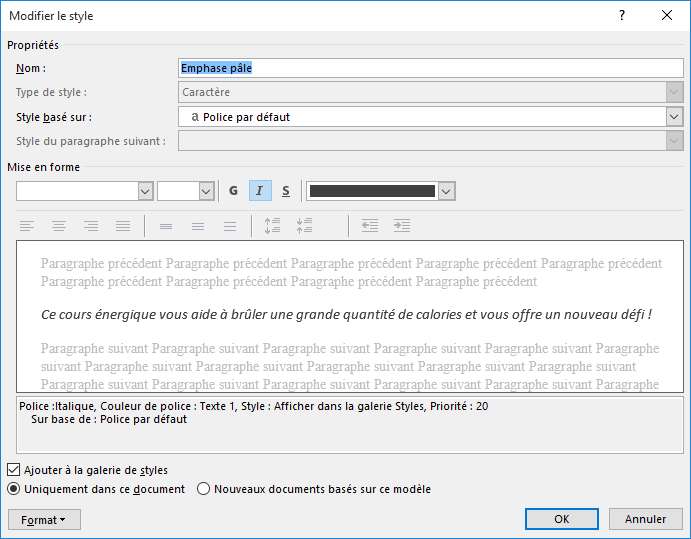 Modifier le style
?
Propriétés
Nom :
Emphase pâle
Type de style :
Caractère
Style basé sur :
a Police par défaut
Style du paragraphe suivant :
Mise en forme
G I S
Paragraphe précédent Paragraphe précédent Paragraphe précédent Paragraphe précédent Paragraphe précédent
Paragraphe précédent Paragraphe précédent Paragraphe précédent Paragraphe précédent
Ce cours énergique vous aide à brûler une grande quantité de calories et vous offre un nouveau défi !
Paragraphe suivant Paragraphe suivant Paragraphe suivant Paragraphe suivant Paragraphe suivant Paragraphe
suivant Paragraphe suivant Paragraphe suivant Paragraphe suivant Paragraphe suivant Paragraphe suivant
Paragraphe suivant Paragraphe suivant Paragraphe suivant Paragraphe suivant Paragraphe suivant Paragraphe
Police :Italique, Couleur de police : Texte 1, Style : Afficher dans la galerie Styles, Priorité : 20
Sur base de : Police par défaut
Ajouter à la galerie de styles
Uniquement dans ce document
Nouveaux documents basés sur ce modèle
Format
OK
Annuler